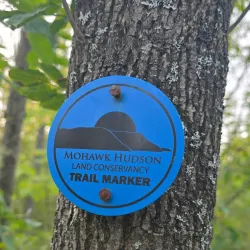 MOHAWK HUDSON
LAND CONSERVANCY
TRAIL MARKER